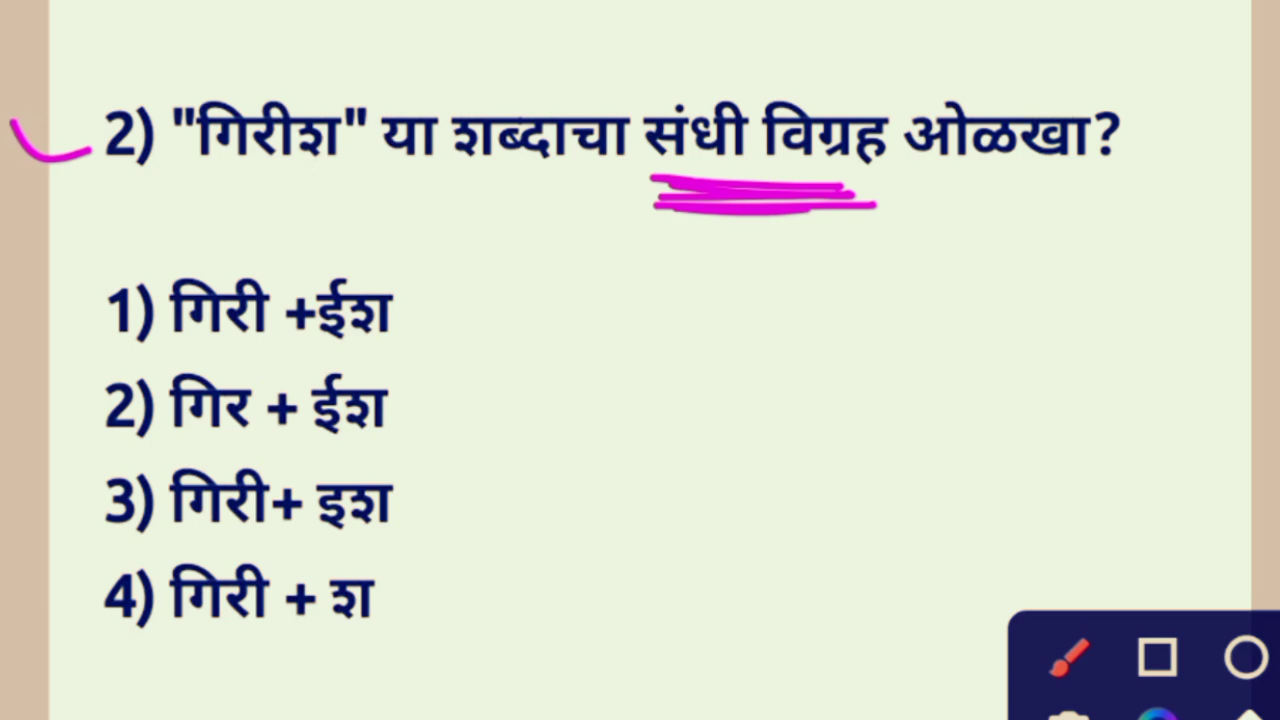 2) "गिरीश" या शब्दाचा संधी विग्रह ओळखा?
1) गिरी +ईश
2) गिर + ईश
3) गिरी+ इश
4) गिरी + श